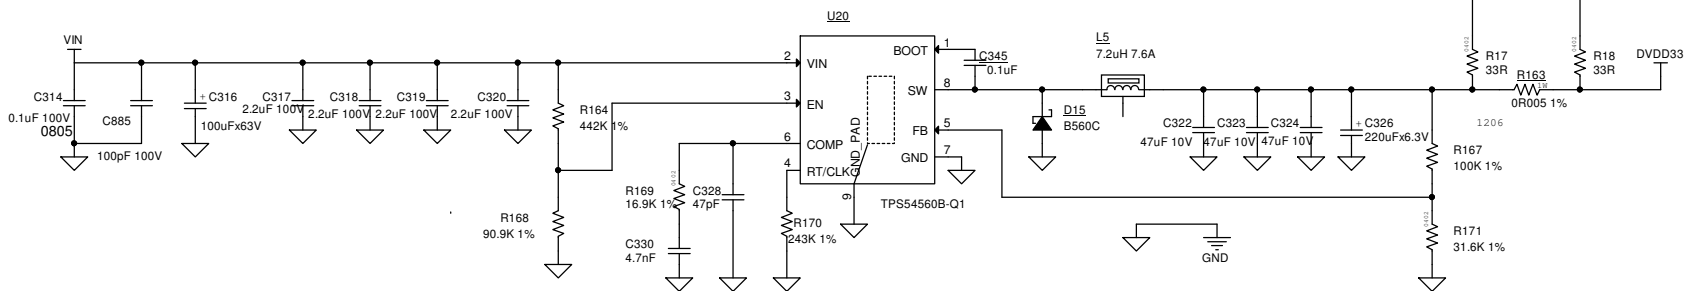 U20
VIN
C314
0.1uF 100V
0805
C885
100pF 100V
C316
+
100uFx63V
C317
2.2uF 100V
C318
2.2uF 100V
C319
2.2uF 100V
C320
2.2uF 100V
R164
442K 1%
R168
90.9K 1%
R169
0402
16.9K 1%
C330
4.7nF
C328
47pF
R170
243K 1%
2
VIN
3
EN
6
COMP
4
RT/CLK
GND_PAD
9
BOOT
1
SW
8
FB
5
GND
7
TPS54560B-Q1
C345
0.1uF
D15
B560C
L5
7.2uH 7.6A
C322
47uF 10V
C323
47uF 10V
C324
47uF 10V
+
C326
220uFx6.3V
0402
R17
33R
R163
1W
0R005 1%
1206
0402
R18
33R
DVDD33
R167
100K 1%
0402
R171
31.6K 1%
GND